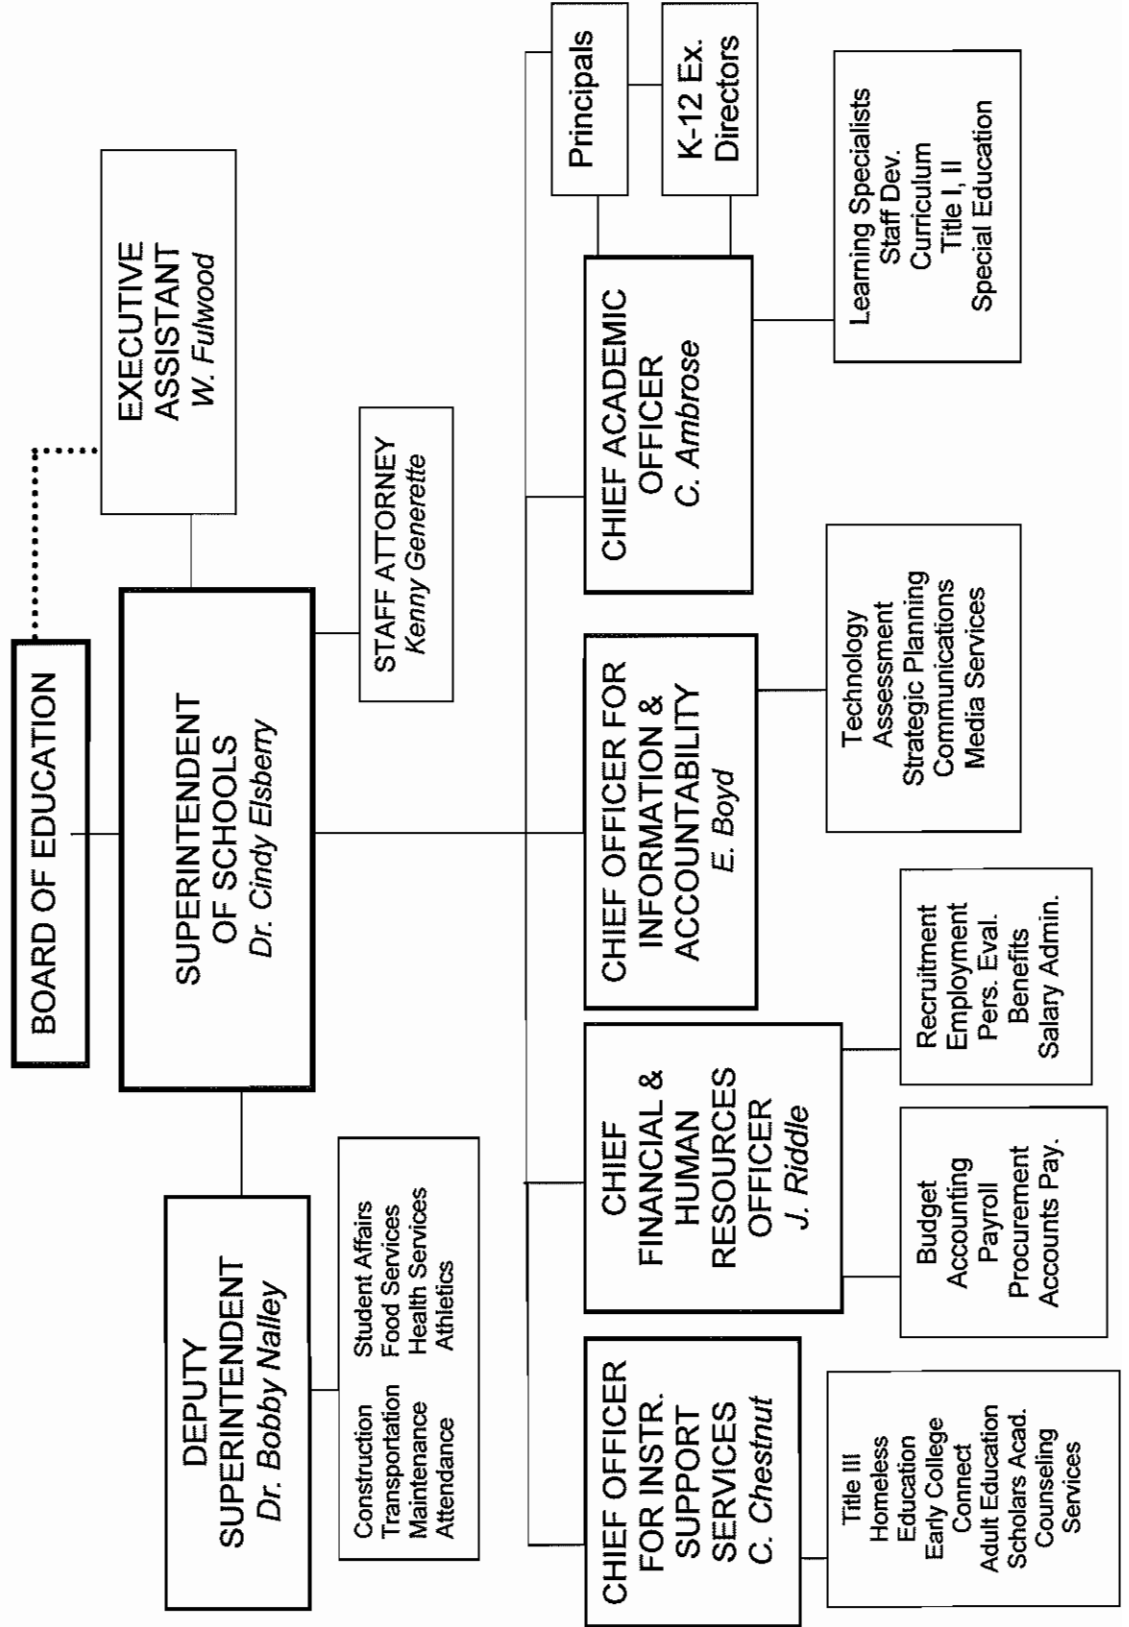 BOARD OF EDUCATION
SUPERINTENDENT
OF SCHOOLS
Dr. Cindy Elsberry
EXECUTIVE
ASSISTANT
W. Fulwood
DEPUTY
SUPERINTENDENT
Dr. Bobby Nalley
Construction
Transportation
Maintenance
Attendance
Student Affairs
Food Services
Health Services
Athletics
STAFF ATTORNEY
Kenny Generette
CHIEF OFFICER
FOR INSTR.
SUPPORT
SERVICES
C. Chestnut
Title III
Homeless
Education
Early College
Connect
Adult Education
Scholars Acad.
Counseling
Services
CHIEF
FINANCIAL &
HUMAN
RESOURCES
OFFICER
J. Riddle
Budget
Accounting
Payroll
Procurement
Accounts Pay.
Recruitment
Employment
Pers. Eval.
Benefits
Salary Admin.
CHIEF OFFICER FOR
INFORMATION &
ACCOUNTABILITY
E. Boyd
Technology
Assessment
Strategic Planning
Communications
Media Services
CHIEF ACADEMIC
OFFICER
C. Ambrose
Learning Specialists
Staff Dev.
Curriculum
Title I, II
Special Education
Principals
K-12 Ex.
Directors